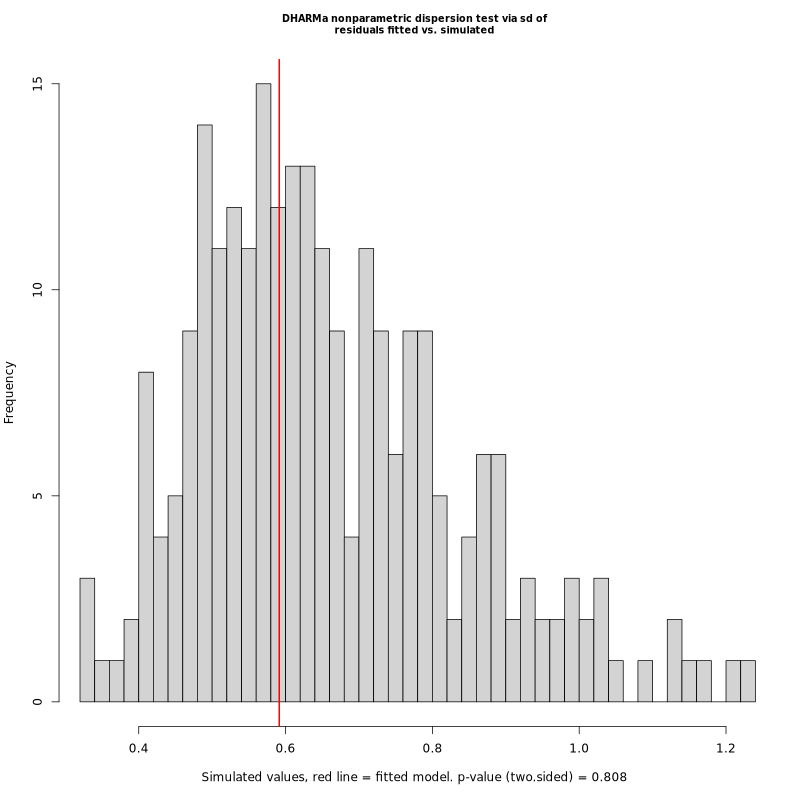 DHARMa nonparametric dispersion test via sd of
residuals fitted vs. simulated
15
10
5
0
Frequency
0.4
0.6
0.8
1.0
1.2
Simulated values, red line = fitted model. p-value (two.sided) = 0.808